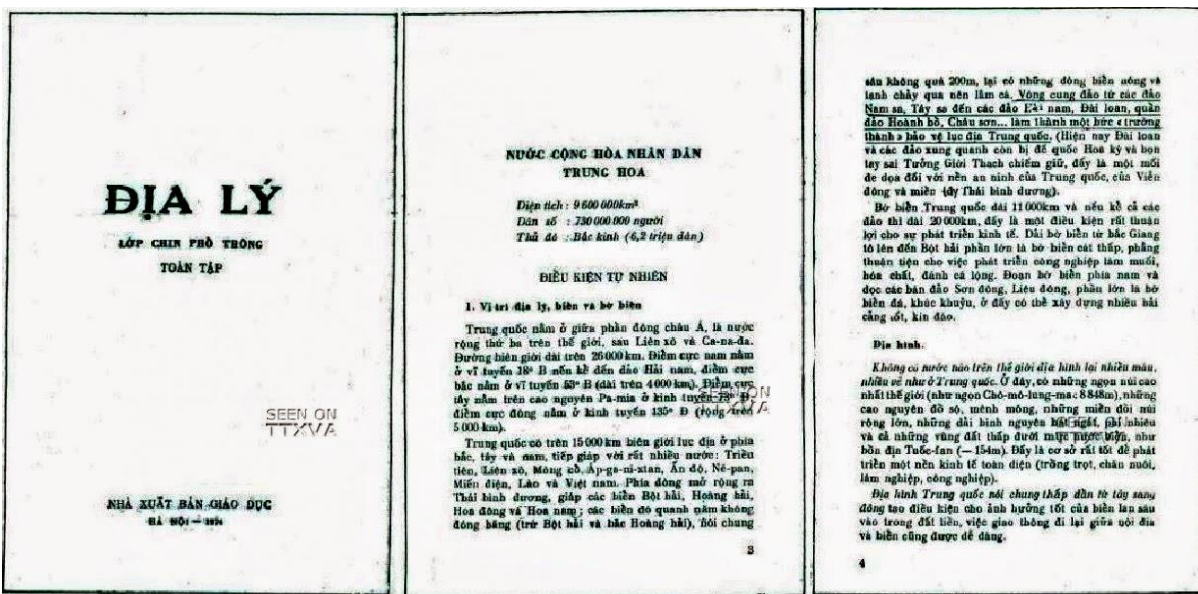 ĐỊA LÝ
LỚP CHÍN PHỔ THÔNG
TOÀN TẬP
SEEN ON
TTXVA
NHÀ XUẤT BẢN GIÁO DỤC
HÀ NỘI — 1974
NƯỚC CỘNG HÒA NHÂN DÂN
TRUNG HOA
Diện tích : 9 600 000km²
Dân số : 730 000 000 người
Thủ đô : Bắc kinh (6,2 triệu dân)
ĐIỀU KIỆN TỰ NHIÊN
1. Vị trí địa lý, biển và bờ biển
Trung quốc nằm ở giữa phần đông châu Á, là nước
rộng thứ ba trên thế giới, sau Liên xô và Ca-na-đa.
Đường biên giới dài trên 26 000 km. Điểm cực nam nằm
ở vĩ tuyến 18° B nếu kể đến đảo Hải nam, điểm cực
bắc nằm ở vĩ tuyến 53° B (dài trên 4 000 km). Điểm cực
tây nằm trên cao nguyên Pa-mia ở kinh tuyến 73° Đ,
điểm cực đông nằm ở kinh tuyến 135° Đ (rộng trên
5 000 km).
SEEN ON
TTXVA
Trung quốc có trên 15 000 km biên giới lục địa ở phía
bắc, tây và nam, tiếp giáp với rất nhiều nước : Triều
tiên, Liên xô, Mông cổ, Áp-ga-ni-xtan, Ấn độ, Nê-pan,
Miến điện, Lào và Việt nam. Phía đông mở rộng ra
Thái bình dương, giáp các biển Bột hải, Hoàng hải,
Hoa đông và Hoa nam ; các biển đó quanh năm không
đóng băng (trừ Bột hải và bắc Hoàng hải), nói chung
3
sâu không quá 200m, lại có những dòng biển nóng và
lạnh chảy qua nên lắm cá. Vòng cung đảo từ các đảo
Nam sa, Tây sa đến các đảo Hải nam, Đài loan, quần
đảo Hoành bồ, Châu sơn... làm thành một bức « trường
thành » bảo vệ lục địa Trung quốc. (Hiện nay Đài loan
và các đảo xung quanh còn bị đế quốc Hoa kỳ và bọn
tay sai Tưởng Giới Thạch chiếm giữ, đấy là một mối
đe dọa đối với nền an ninh của Trung quốc, của Viễn
đông và miền tây Thái bình dương).
Bờ biển Trung quốc dài 11 000km và nếu kể cả các
đảo thì dài 20 000km, đấy là một điều kiện rất thuận
lợi cho sự phát triển kinh tế. Dải bờ biển từ bắc Giang
tô lên đến Bột hải phần lớn là bờ biển cát thấp, phẳng
thuận tiện cho việc phát triển công nghiệp làm muối,
hóa chất, đánh cá lộng. Đoạn bờ biển phía nam và
dọc các bán đảo Sơn đông, Liêu đông, phần lớn là bờ
biển đá, khúc khuỷu, ở đấy có thể xây dựng nhiều hải
cảng tốt, kín đáo.
Địa hình.
Không có nước nào trên thế giới địa hình lại nhiều màu,
nhiều vẻ như ở Trung quốc. Ở đây, có những ngọn núi cao
nhất thế giới (như ngọn Chô-mô-lung-ma : 8 848m), những
cao nguyên đồ sộ, mênh mông, những miền đồi núi
rộng lớn, những dải bình nguyên bát ngát, phì nhiêu
và cả những vùng đất thấp dưới mực nước biển, như
bồn địa Tuốc-fan (— 154m). Đấy là cơ sở rất tốt để phát
triển một nền kinh tế toàn diện (trồng trọt, chăn nuôi,
lâm nghiệp, công nghiệp).
Địa hình Trung quốc nói chung thấp dần từ tây sang
đông tạo điều kiện cho ảnh hưởng tốt của biển lan sâu
vào trong đất liền, việc giao thông đi lại giữa nội địa
và biển cũng được dễ dàng.
4